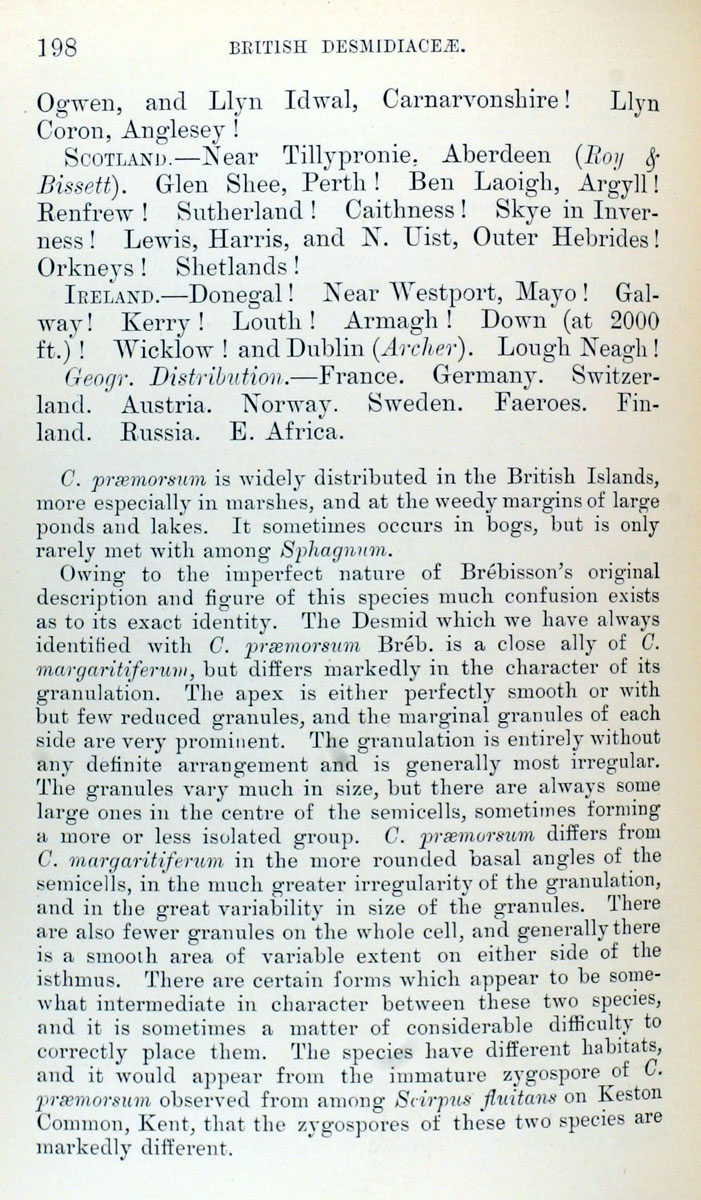 198 BRITISH DESMIDIACEÆ.
Ogwen, and Llyn Idwal, Carnarvonshire! Llyn
Coron, Anglesey!
SCOTLAND.—Near Tillypronie, Aberdeen (Roy &
Bissett). Glen Shee, Perth! Ben Laoigh, Argyll!
Renfrew! Sutherland! Caithness! Skye in Inver-
ness! Lewis, Harris, and N. Uist, Outer Hebrides!
Orkneys! Shetlands!
IRELAND.—Donegal! Near Westport, Mayo! Gal-
way! Kerry! Louth! Armagh! Down (at 2000
ft.)! Wicklow! and Dublin (Archer). Lough Neagh!
Geogr. Distribution.—France. Germany. Switzer-
land. Austria. Norway. Sweden. Faeroes. Fin-
land. Russia. E. Africa.
C. præmorsum is widely distributed in the British Islands,
more especially in marshes, and at the weedy margins of large
ponds and lakes. It sometimes occurs in bogs, but is only
rarely met with among Sphagnum.
Owing to the imperfect nature of Brébisson's original
description and figure of this species much confusion exists
as to its exact identity. The Desmid which we have always
identified with C. præmorsum Bréb. is a close ally of C.
margaritiferum, but differs markedly in the character of its
granulation. The apex is either perfectly smooth or with
but few reduced granules, and the marginal granules of each
side are very prominent. The granulation is entirely without
any definite arrangement and is generally most irregular.
The granules vary much in size, but there are always some
large ones in the centre of the semicells, sometimes forming
a more or less isolated group. C. præmorsum differs from
C. margaritiferum in the more rounded basal angles of the
semicells, in the much greater irregularity of the granulation,
and in the great variability in size of the granules. There
are also fewer granules on the whole cell, and generally there
is a smooth area of variable extent on either side of the
isthmus. There are certain forms which appear to be some-
what intermediate in character between these two species,
and it is sometimes a matter of considerable difficulty to
correctly place them. The species have different habitats,
and it would appear from the immature zygospore of C.
præmorsum observed from among Scirpus fluitans on Keston
Common, Kent, that the zygospores of these two species are
markedly different.